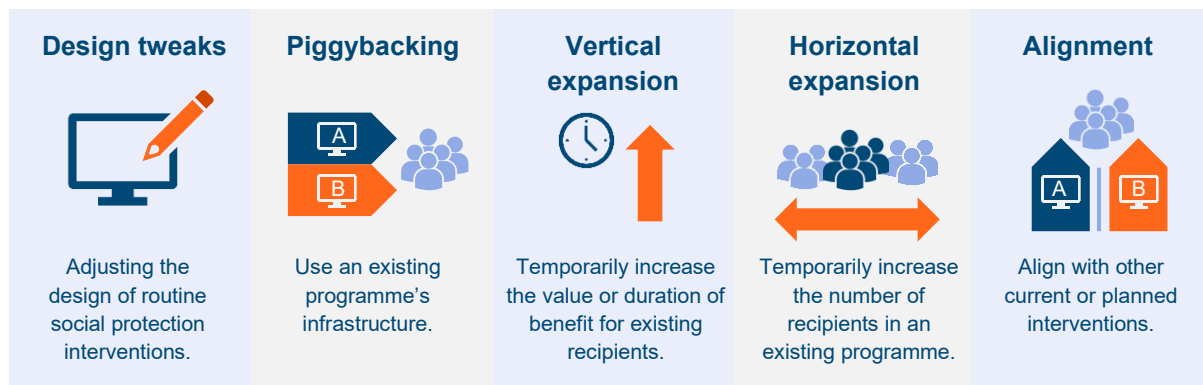 Design tweaks
Adjusting the
design of routine
social protection
interventions.
Piggybacking
A
B
Use an existing
programme's
infrastructure.
Vertical
expansion
Temporarily increase
the value or duration of
benefit for existing
recipients.
Horizontal
expansion
Temporarily increase
the number of
recipients in an
existing programme.
Alignment
A
B
Align with other
current or planned
interventions.